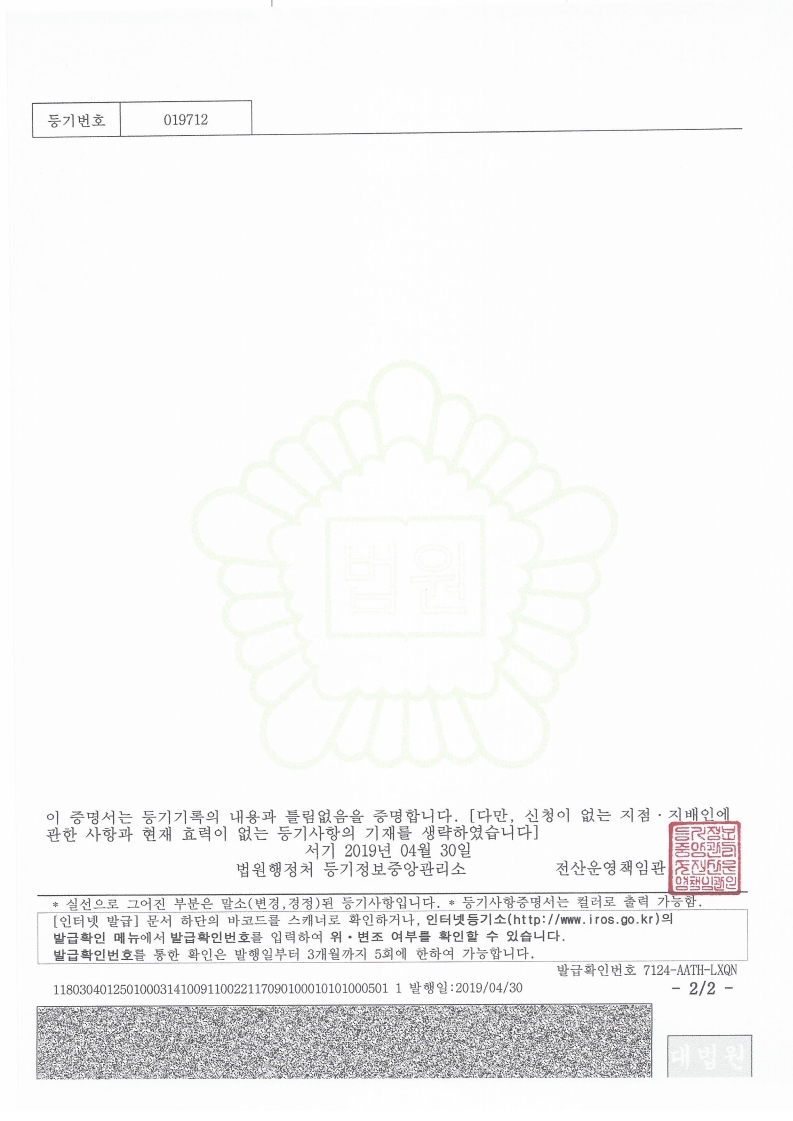 등기번호 019712
법원
이 증명서는 등기기록의 내용과 틀림없음을 증명합니다. [다만, 신청이 없는 지점·지배인에
관한 사항과 현재 효력이 없는 등기사항의 기재를 생략하였습니다]
서기 2019년 04월 30일
법원행정처 등기정보중앙관리소 전산운영책임관
등기정보
중앙관리
소전산운
영책임관인
* 실선으로 그어진 부분은 말소(변경,경정)된 등기사항입니다. * 등기사항증명서는 컬러로 출력 가능함.
[인터넷 발급] 문서 하단의 바코드를 스캐너로 확인하거나, 인터넷등기소(http://www.iros.go.kr)의
발급확인 메뉴에서 발급확인번호를 입력하여 위·변조 여부를 확인할 수 있습니다.
발급확인번호를 통한 확인은 발행일부터 3개월까지 5회에 한하여 가능합니다.
발급확인번호 7124-AATH-LXQN
11803040125010003141009110022117090100010101000501 1 발행일:2019/04/30 - 2/2 -
대법원